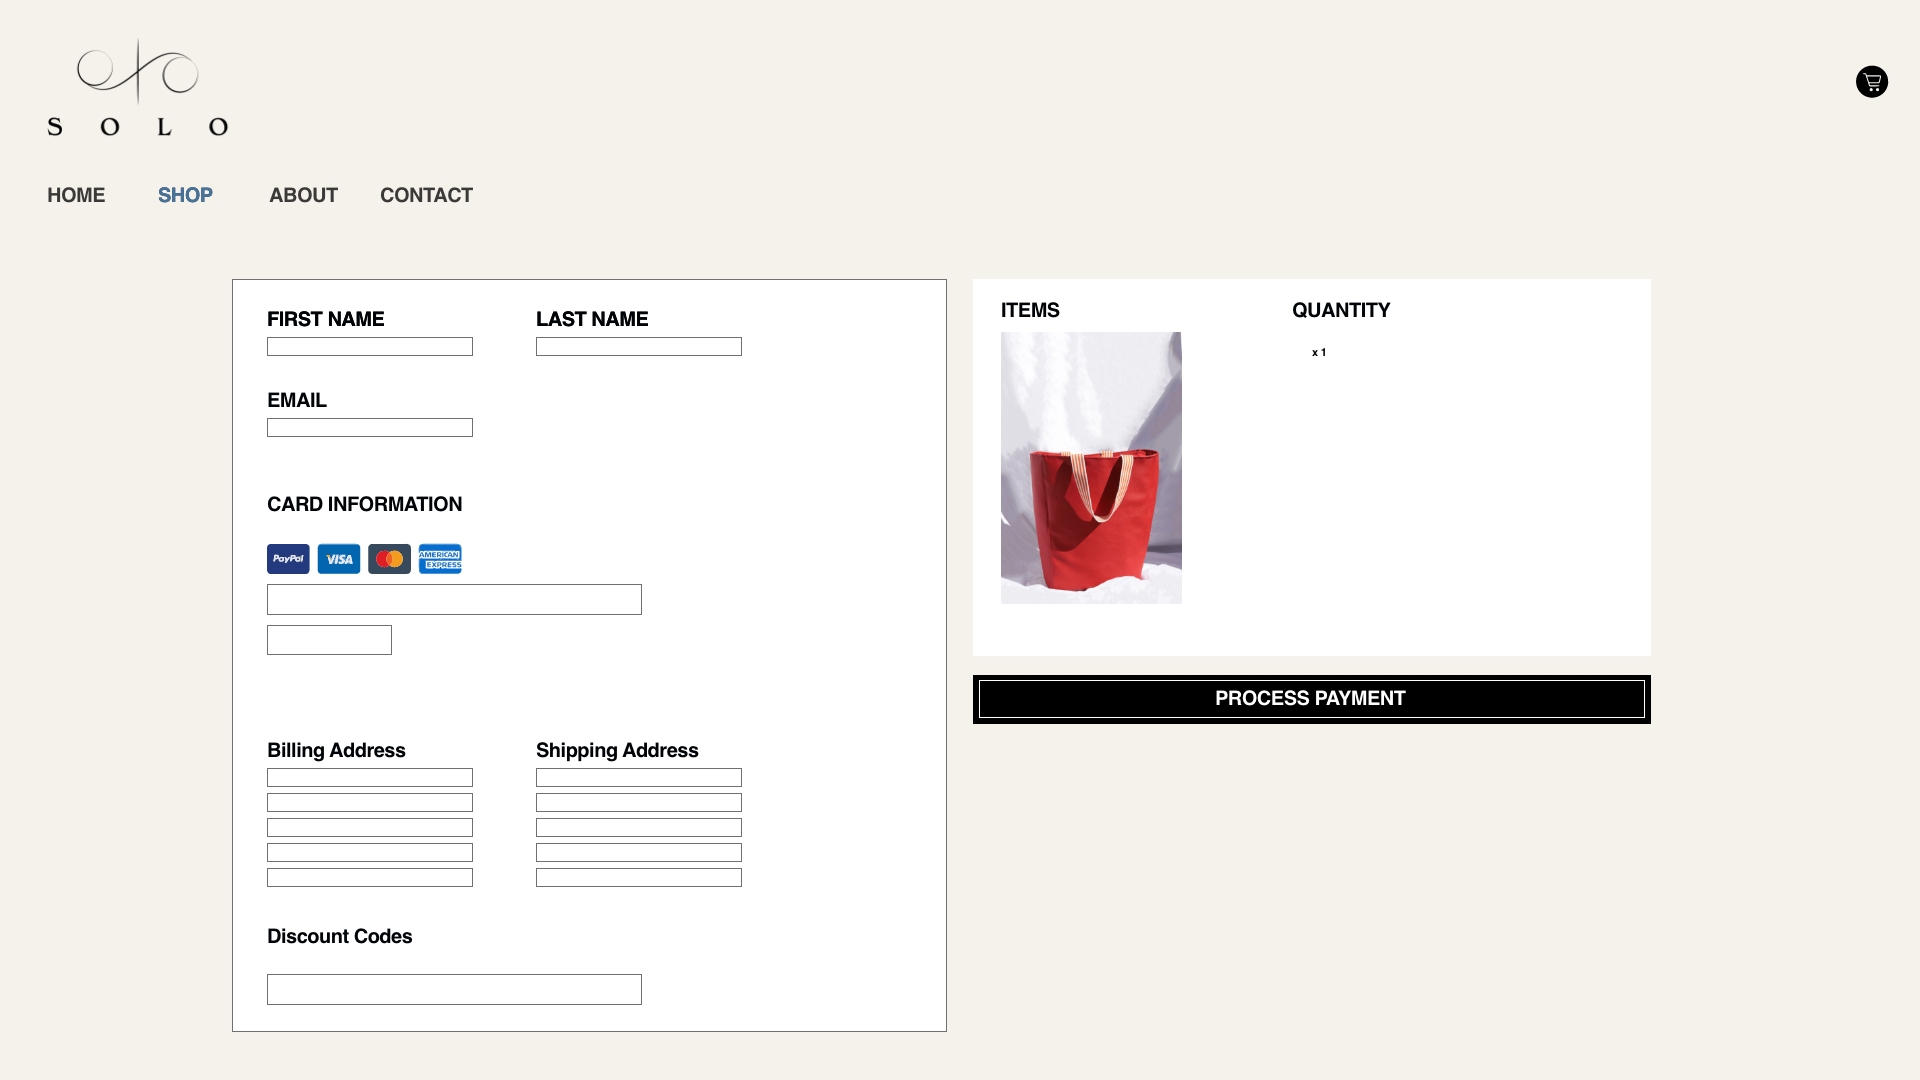 S O L O
HOME SHOP ABOUT CONTACT
FIRST NAME LAST NAME
EMAIL
CARD INFORMATION
PayPal VISA AMERICAN EXPRESS
Billing Address Shipping Address
Discount Codes
ITEMS QUANTITY
x 1
PROCESS PAYMENT